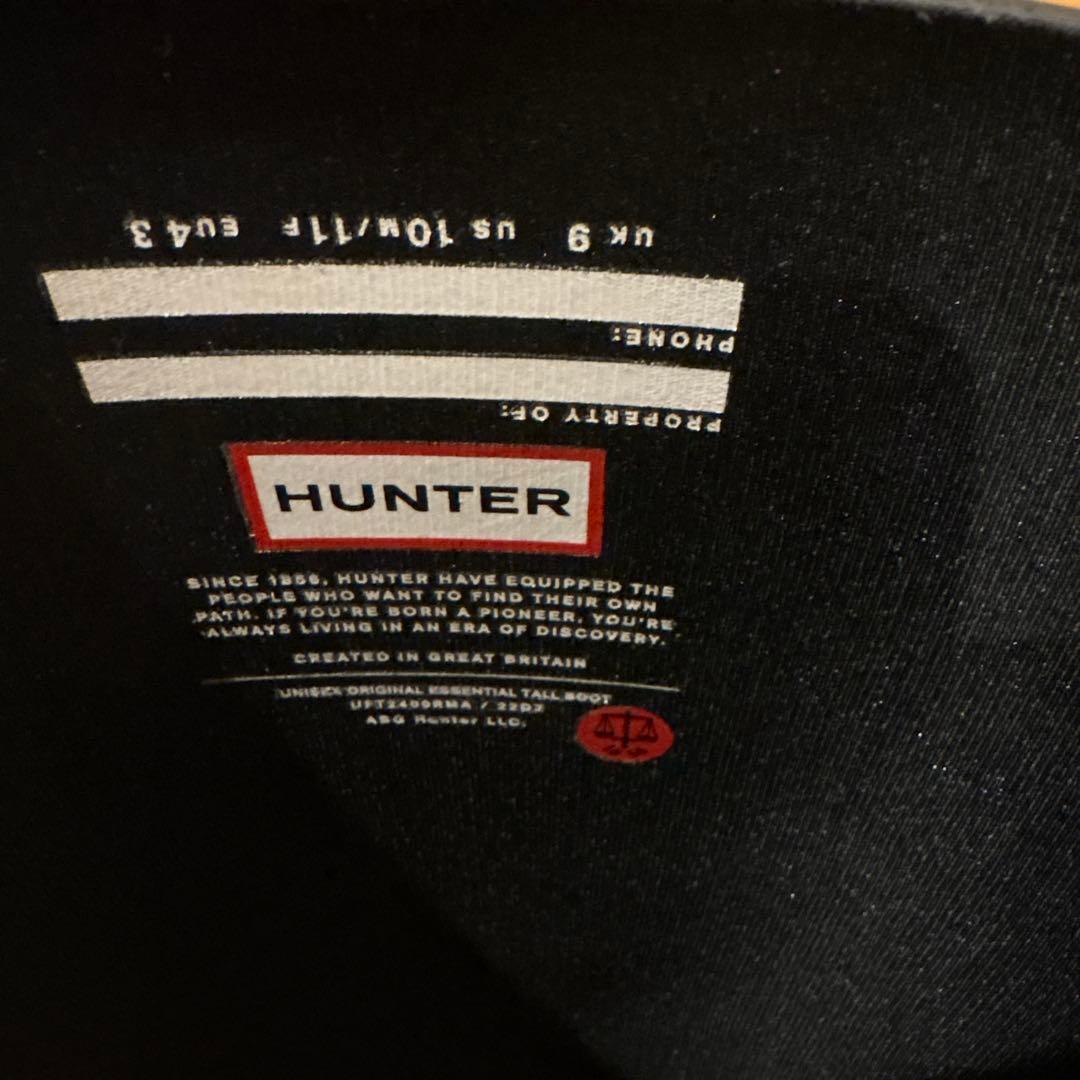 UK 9 US 10M/11F EU43
PHONE:
PROPERTY OF:
HUNTER
SINCE 1856, HUNTER HAVE EQUIPPED THE
PEOPLE WHO WANT TO FIND THEIR OWN
PATH. IF YOU'RE BORN A PIONEER, YOU'RE
ALWAYS LIVING IN AN ERA OF DISCOVERY.
CREATED IN GREAT BRITAIN
UNISEX ORIGINAL ESSENTIAL TALL BOOT
ABG Hunter LLC.